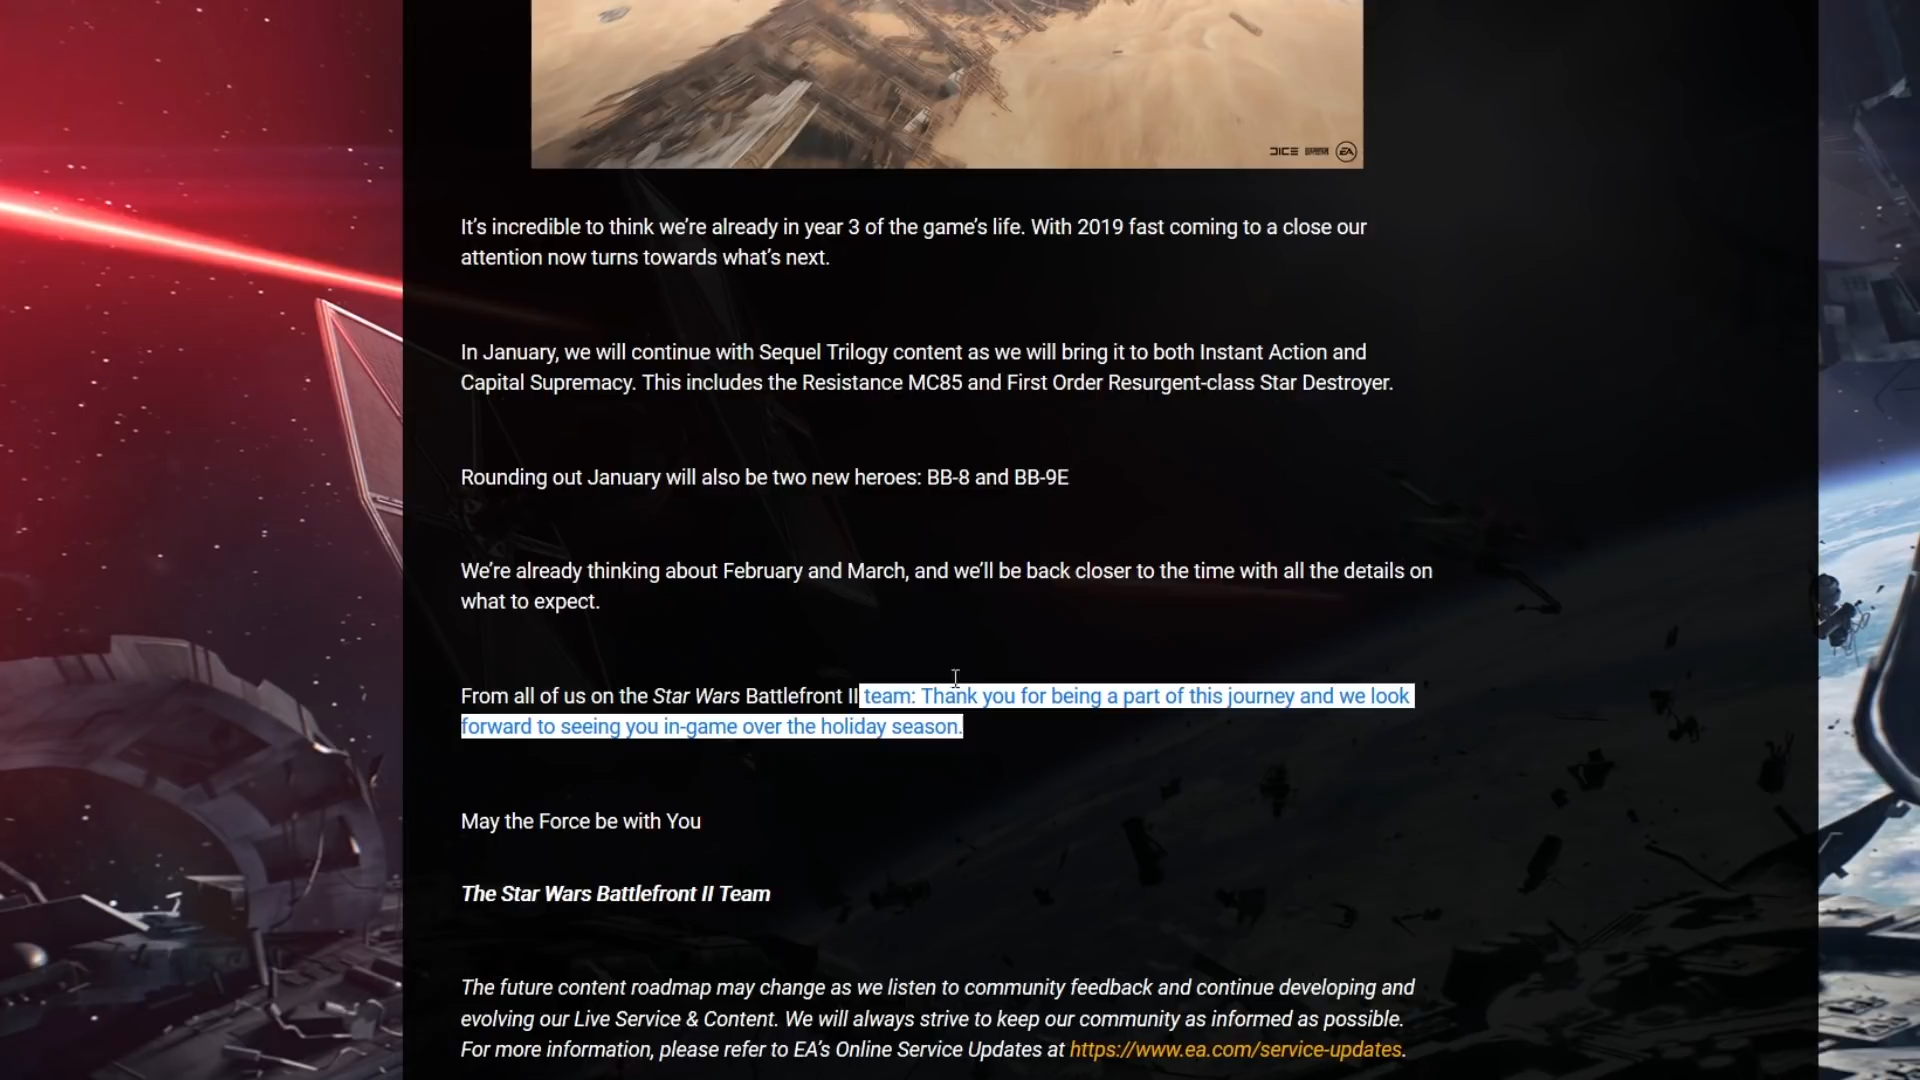 DICE
EA
It’s incredible to think we’re already in year 3 of the game’s life. With 2019 fast coming to a close our
attention now turns towards what’s next.
In January, we will continue with Sequel Trilogy content as we will bring it to both Instant Action and
Capital Supremacy. This includes the Resistance MC85 and First Order Resurgent-class Star Destroyer.
Rounding out January will also be two new heroes: BB-8 and BB-9E
We’re already thinking about February and March, and we’ll be back closer to the time with all the details on
what to expect.
From all of us on the Star Wars Battlefront II team: Thank you for being a part of this journey and we look
forward to seeing you in-game over the holiday season.
May the Force be with You
The Star Wars Battlefront II Team
The future content roadmap may change as we listen to community feedback and continue developing and
evolving our Live Service & Content. We will always strive to keep our community as informed as possible.
For more information, please refer to EA’s Online Service Updates at https://www.ea.com/service-updates.